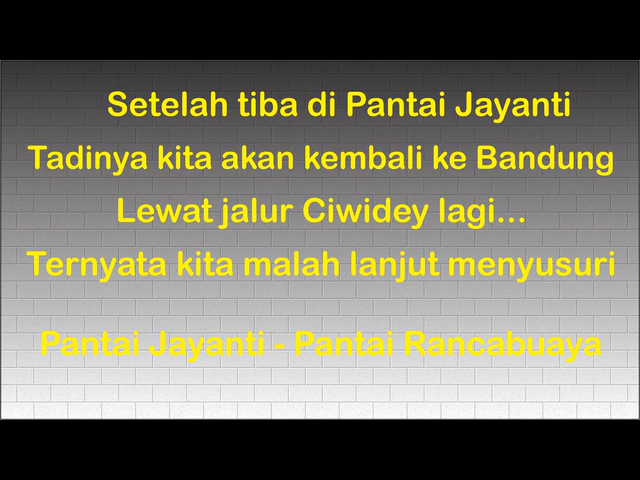 Setelah tiba di Pantai Jayanti
Tadinya kita akan kembali ke Bandung
Lewat jalur Ciwidey lagi...
Ternyata kita malah lanjut menyusuri
Pantai Jayanti - Pantai Rancabuaya